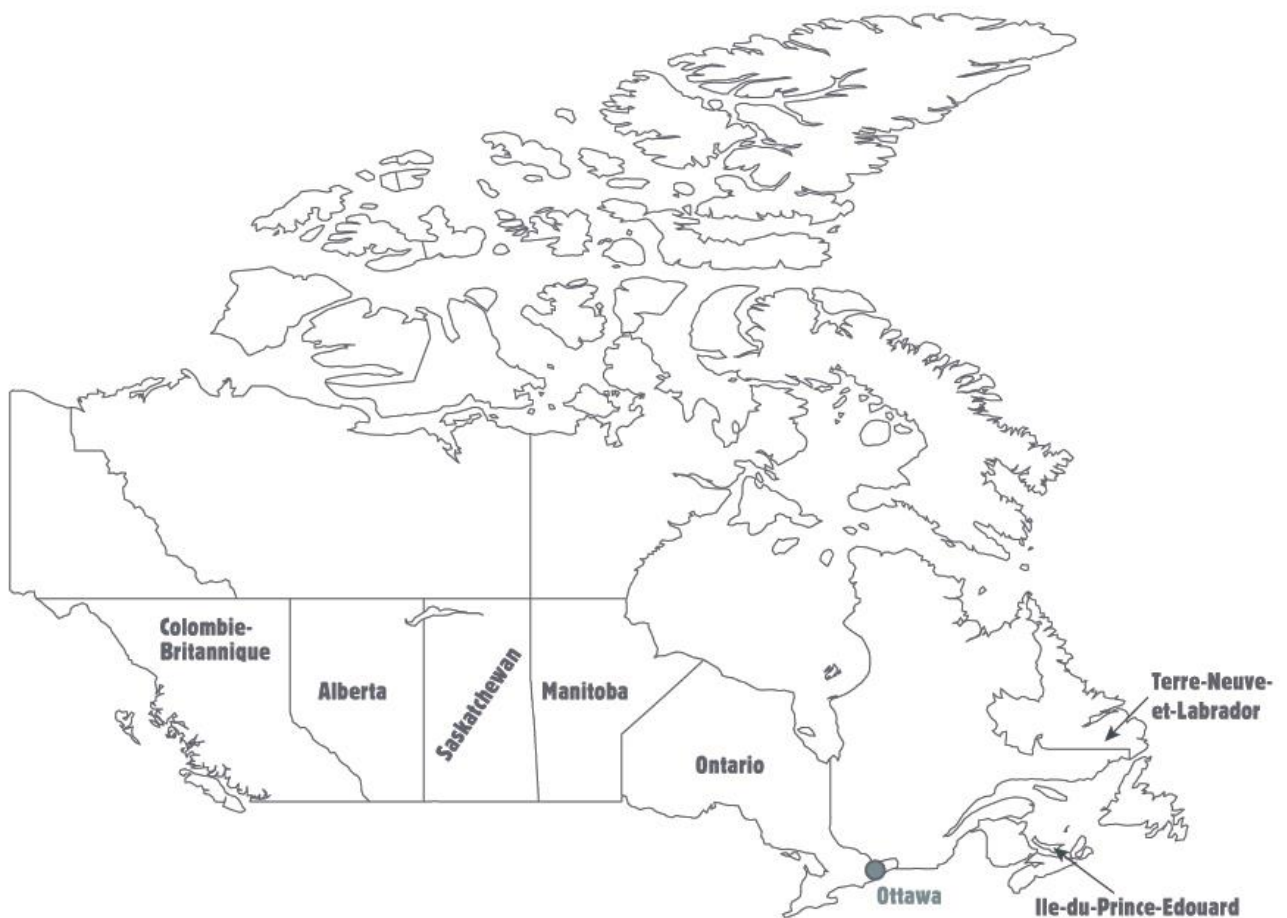 Colombie-
Britannique
Alberta
Saskatchewan
Manitoba
Terre-Neuve-
et-Labrador
Ontario
Ottawa
Ile-du-Prince-Edouard